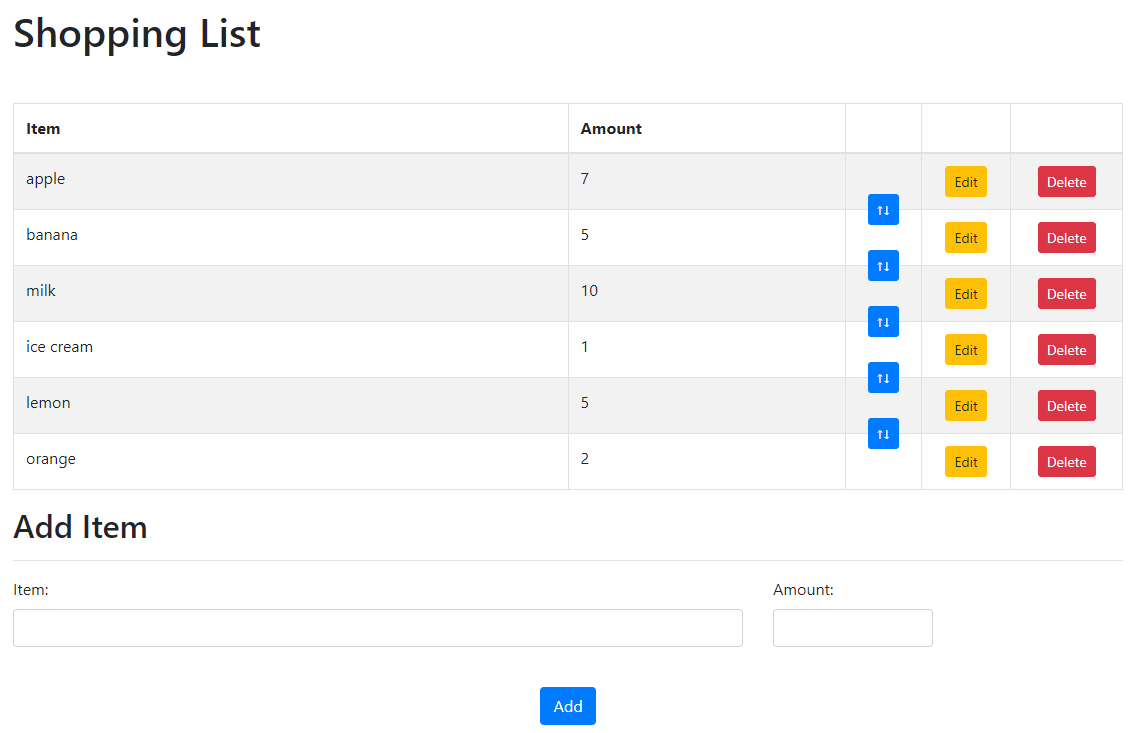 Shopping List
Item Amount
apple 7 Edit Delete
↑↓
banana 5 Edit Delete
↑↓
milk 10 Edit Delete
↑↓
ice cream 1 Edit Delete
↑↓
lemon 5 Edit Delete
↑↓
orange 2 Edit Delete
Add Item
Item: Amount:
Add